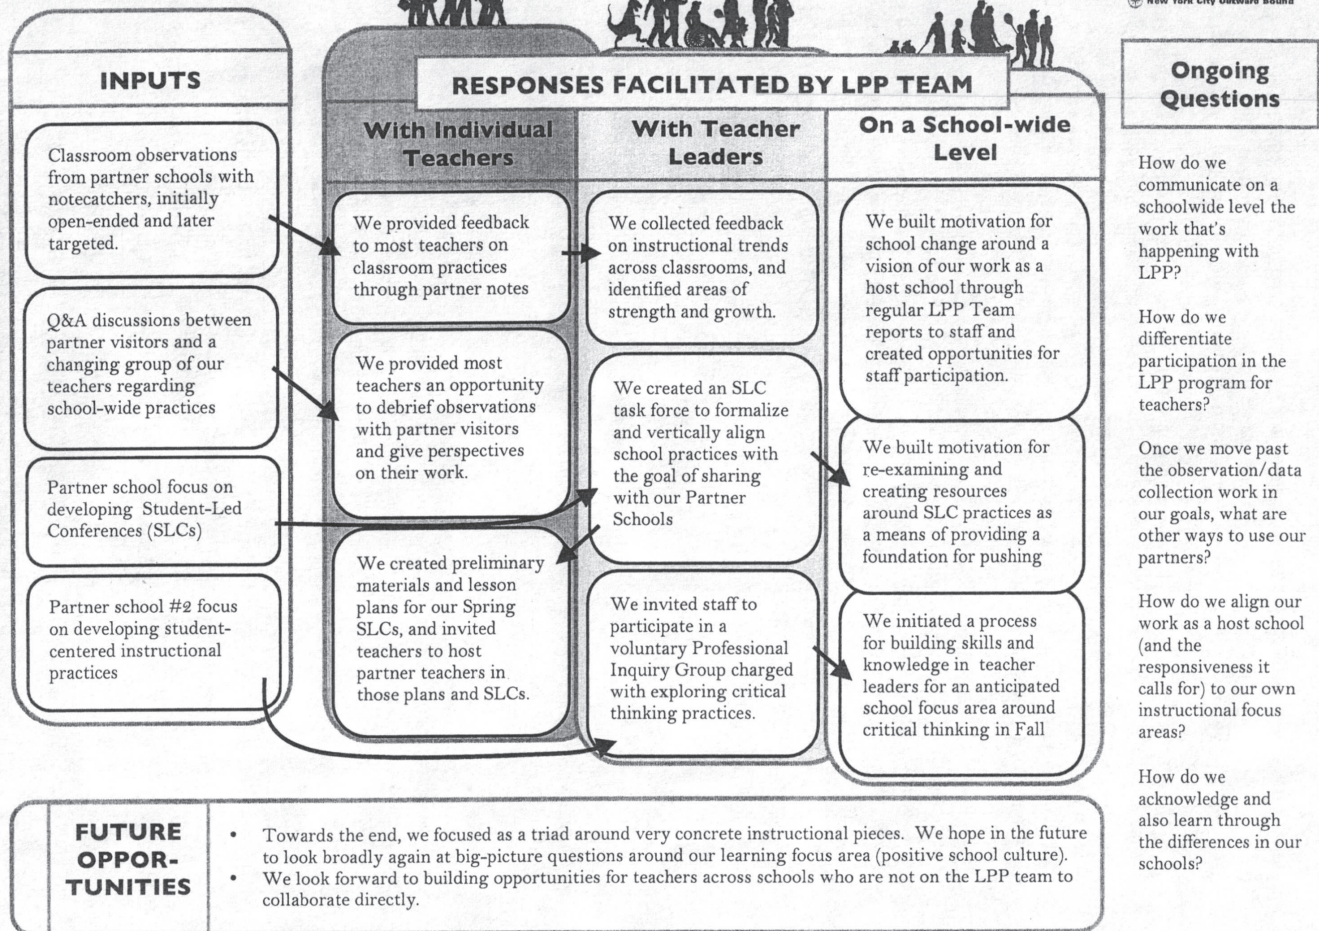 New York City Outward Bound
INPUTS
Classroom observations
from partner schools with
notecatchers, initially
open-ended and later
targeted.
Q&A discussions between
partner visitors and a
changing group of our
teachers regarding
school-wide practices
Partner school focus on
developing Student-Led
Conferences (SLCs)
Partner school #2 focus
on developing student-
centered instructional
practices
RESPONSES FACILITATED BY LPP TEAM
With Individual
Teachers
We provided feedback
to most teachers on
classroom practices
through partner notes
We provided most
teachers an opportunity
to debrief observations
with partner visitors
and give perspectives
on their work.
We created preliminary
materials and lesson
plans for our Spring
SLCs, and invited
teachers to host
partner teachers in
those plans and SLCs.
With Teacher
Leaders
We collected feedback
on instructional trends
across classrooms, and
identified areas of
strength and growth.
We created an SLC
task force to formalize
and vertically align
school practices with
the goal of sharing
with our Partner
Schools
We invited staff to
participate in a
voluntary Professional
Inquiry Group charged
with exploring critical
thinking practices.
On a School-wide
Level
We built motivation for
school change around a
vision of our work as a
host school through
regular LPP Team
reports to staff and
created opportunities for
staff participation.
We built motivation for
re-examining and
creating resources
around SLC practices as
a means of providing a
foundation for pushing
We initiated a process
for building skills and
knowledge in teacher
leaders for an anticipated
school focus area around
critical thinking in Fall
Ongoing
Questions
How do we
communicate on a
schoolwide level the
work that's
happening with
LPP?
How do we
differentiate
participation in the
LPP program for
teachers?
Once we move past
the observation/data
collection work in
our goals, what are
other ways to use our
partners?
How do we align our
work as a host school
(and the
responsiveness it
calls for) to our own
instructional focus
areas?
How do we
acknowledge and
also learn through
the differences in our
schools?
FUTURE
OPPOR-
TUNITIES
• Towards the end, we focused as a triad around very concrete instructional pieces. We hope in the future
to look broadly again at big-picture questions around our learning focus area (positive school culture).
• We look forward to building opportunities for teachers across schools who are not on the LPP team to
collaborate directly.